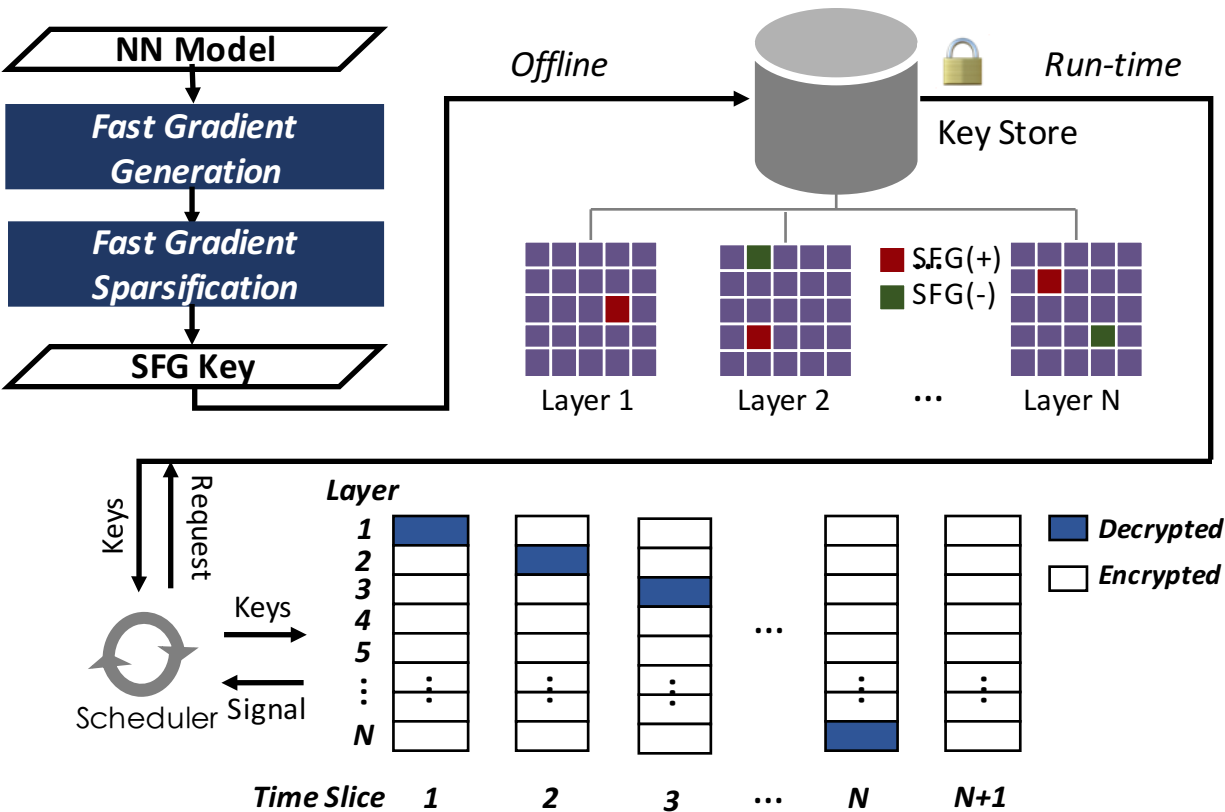 NN Model
Fast Gradient
Generation
Fast Gradient
Sparsification
SFG Key
Offline
Run-time
Key Store
SFG(+)
...
SFG(-)
Layer 1
Layer 2
...
Layer N
Keys
Request
Keys
Signal
Scheduler
Layer
1
2
3
4
5
...
N
...
...
...
...
...
Decrypted
Encrypted
Time Slice 1 2 3 ... N N+1